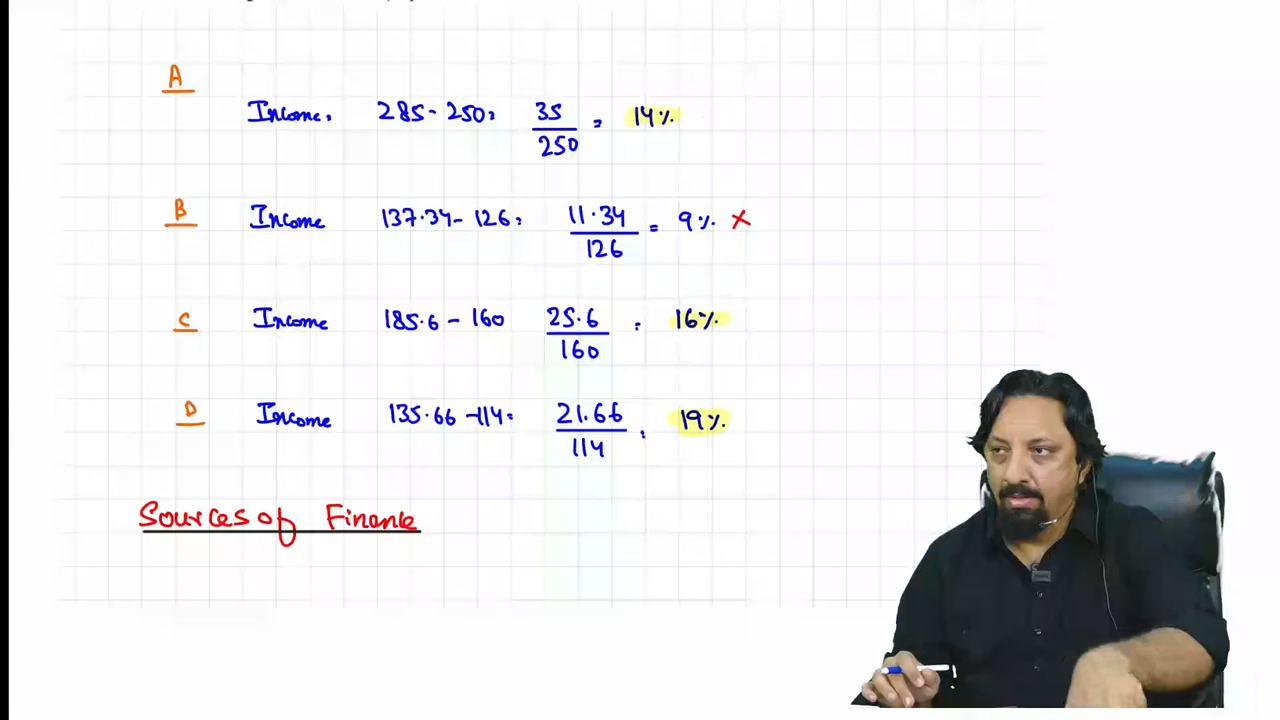 A
Income: 285 - 250 = 35/250 = 14%
B Income 137.34 - 126 = 11.34/126 = 9% ×
C Income 185.6 - 160 25.6/160 = 16%
D Income 135.66 - 114 = 21.66/114 = 19%
Sources of Finance